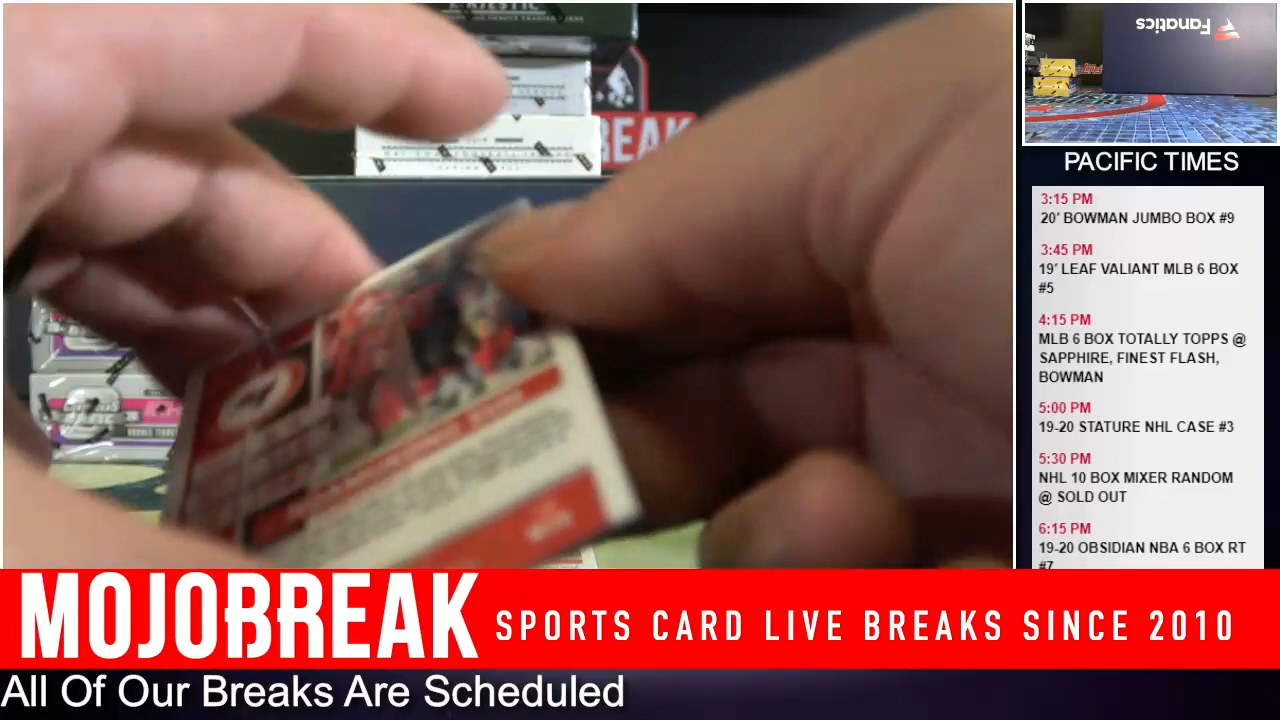 MAJESTIC
BREAK
Fanatics
PACIFIC TIMES
3:15 PM
20' BOWMAN JUMBO BOX #9
3:45 PM
19' LEAF VALIANT MLB 6 BOX
#5
4:15 PM
MLB 6 BOX TOTALLY TOPPS @
SAPPHIRE, FINEST FLASH,
BOWMAN
5:00 PM
19-20 STATURE NHL CASE #3
5:30 PM
NHL 10 BOX MIXER RANDOM
@ SOLD OUT
6:15 PM
19-20 OBSIDIAN NBA 6 BOX RT
#7
MOJOBREAK SPORTS CARD LIVE BREAKS SINCE 2010
All Of Our Breaks Are Scheduled